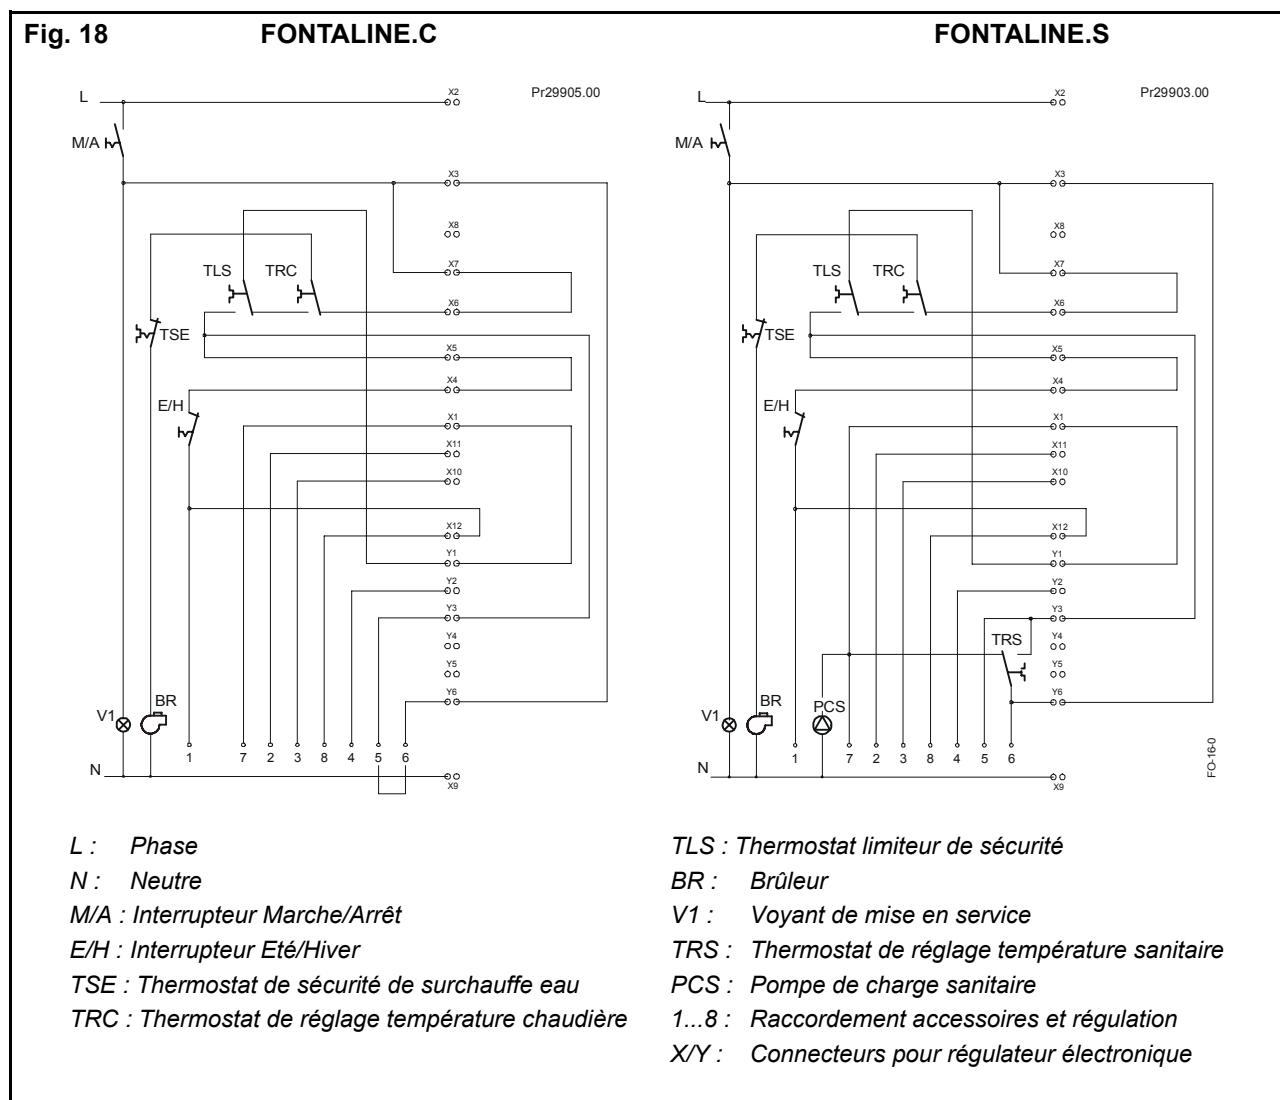 Fig. 18 FONTALINE.C FONTALINE.S
L X2 Pr29905.00
M/A
X3
X8
X7
TLS TRC
X6
TSE
X5
X4
E/H
X1
X11
X10
X12
Y1
Y2
Y3
Y4
Y5
Y6
BR
V1
1 7 2 3 8 4 5 6
N
X9
L X2 Pr29903.00
M/A
X3
X8
X7
TLS TRC
X6
TSE
X5
X4
E/H
X1
X11
X10
X12
Y1
Y2
Y3
TRS Y4
Y5
Y6
BR PCS
V1
1 7 2 3 8 4 5 6
N
X9
FO-16-0
L : Phase
N : Neutre
M/A : Interrupteur Marche/Arrêt
E/H : Interrupteur Eté/Hiver
TSE : Thermostat de sécurité de surchauffe eau
TRC : Thermostat de réglage température chaudière
TLS : Thermostat limiteur de sécurité
BR : Brûleur
V1 : Voyant de mise en service
TRS : Thermostat de réglage température sanitaire
PCS : Pompe de charge sanitaire
1...8 : Raccordement accessoires et régulation
X/Y : Connecteurs pour régulateur électronique